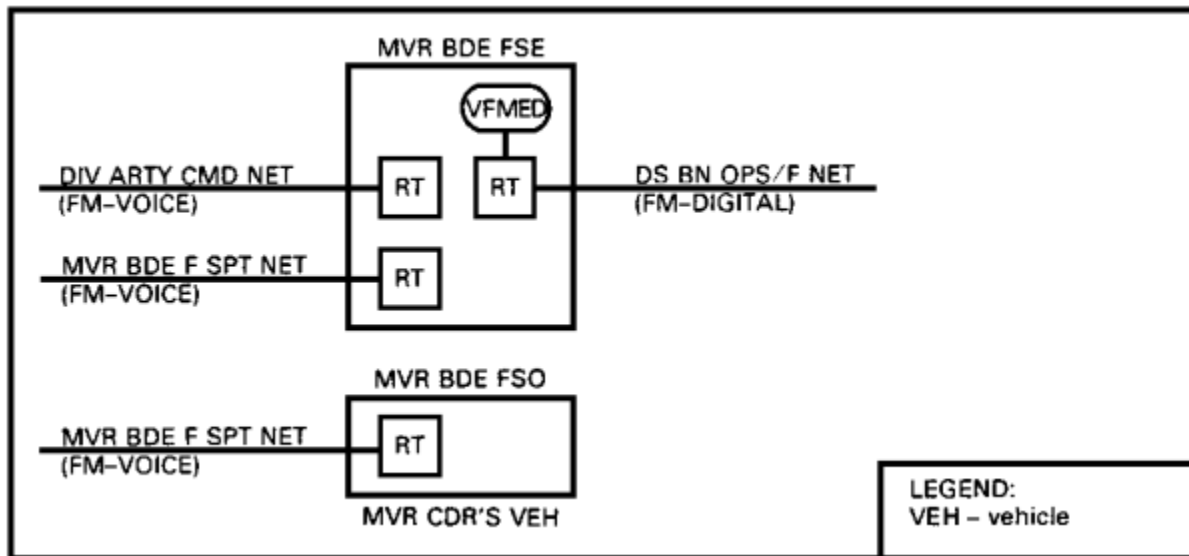 MVR BDE FSE
VFMED
DIV ARTY CMD NET
(FM-VOICE)
RT
RT
DS BN OPS/F NET
(FM-DIGITAL)
MVR BDE F SPT NET
(FM-VOICE)
RT
MVR BDE FSO
MVR BDE F SPT NET
(FM-VOICE)
RT
MVR CDR'S VEH
LEGEND:
VEH – vehicle